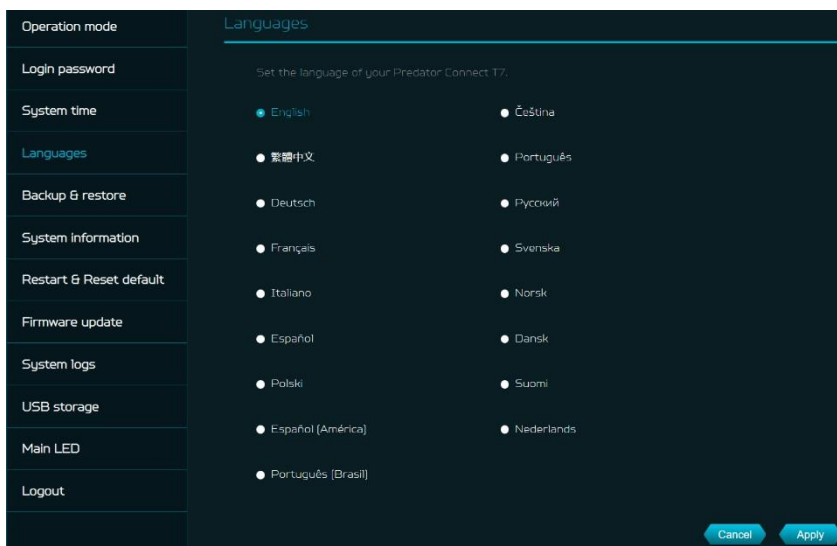 Operation mode
Login password
System time
Languages
Backup & restore
System information
Restart & Reset default
Firmware update
System logs
USB storage
Main LED
Logout
Languages
Set the language of your Predator Connect T7.
English
Čeština
繁體中文
Português
Deutsch
Русский
Français
Svenska
Italiano
Norsk
Español
Dansk
Polski
Suomi
Español (América)
Nederlands
Português (Brasil)
Cancel
Apply